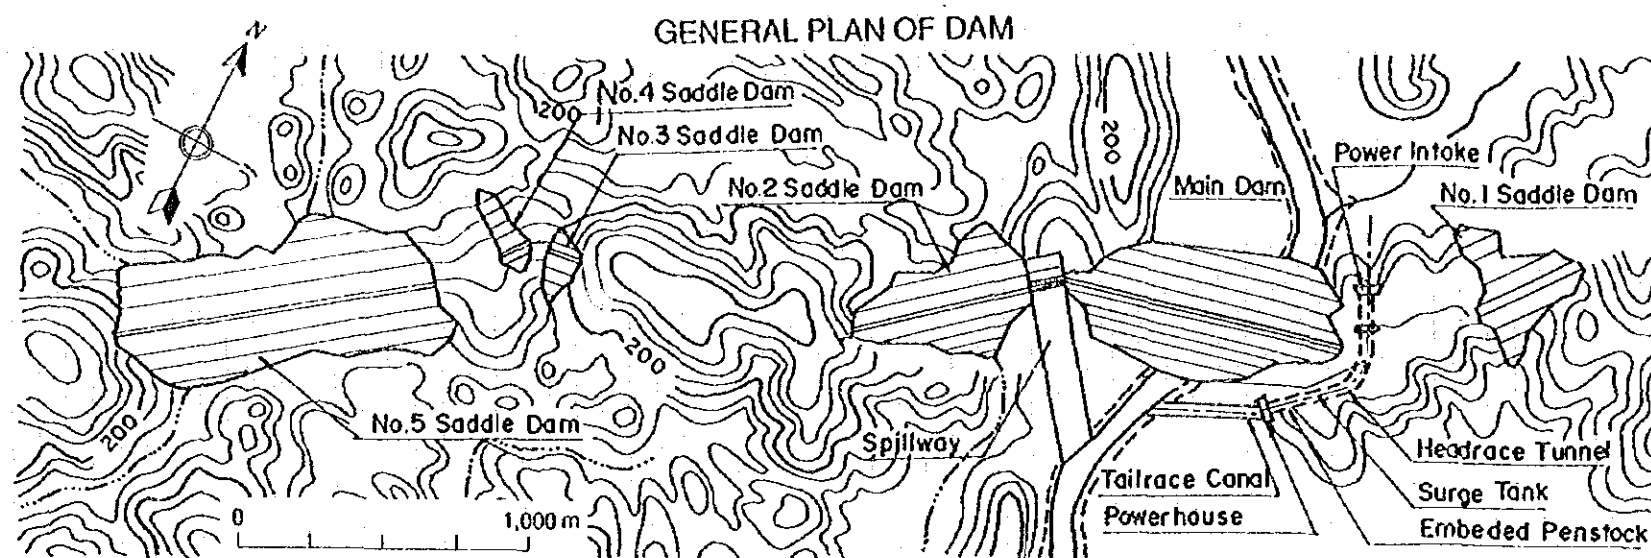 GENERAL PLAN OF DAM
N
No.4 Saddle Dam
200
No.3 Saddle Dam
200
Power Intake
No.2 Saddle Dam
Main Dam
No.1 Saddle Dam
200
200
No.5 Saddle Dam
Spillway
Headrace Tunnel
Tailrace Canal
Surge Tank
Powerhouse
Embeded Penstock
0
1,000 m